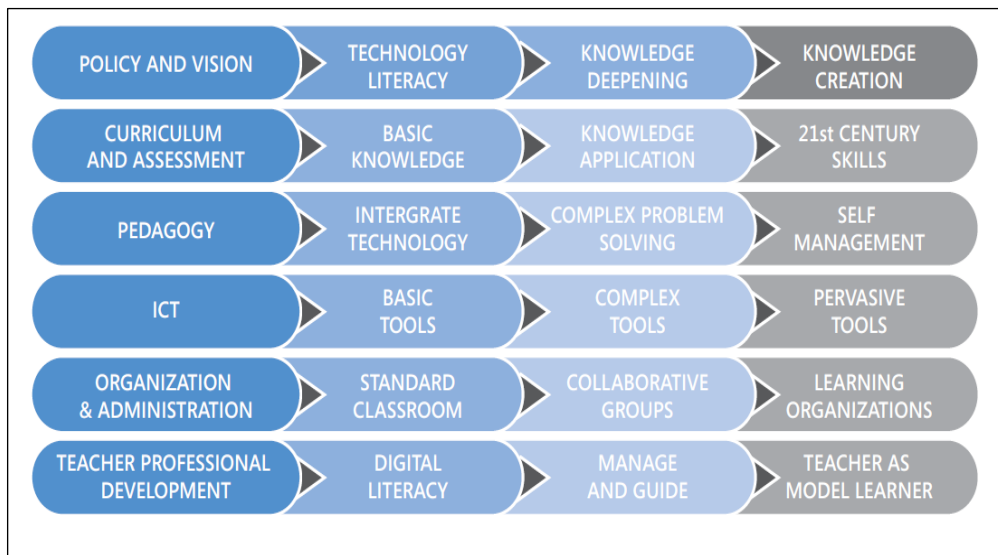 POLICY AND VISION
TECHNOLOGY
LITERACY
KNOWLEDGE
DEEPENING
KNOWLEDGE
CREATION
CURRICULUM
AND ASSESSMENT
BASIC
KNOWLEDGE
KNOWLEDGE
APPLICATION
21st CENTURY
SKILLS
PEDAGOGY
INTERGRATE
TECHNOLOGY
COMPLEX PROBLEM
SOLVING
SELF
MANAGEMENT
ICT
BASIC
TOOLS
COMPLEX
TOOLS
PERVASIVE
TOOLS
ORGANIZATION
& ADMINISTRATION
STANDARD
CLASSROOM
COLLABORATIVE
GROUPS
LEARNING
ORGANIZATIONS
TEACHER PROFESSIONAL
DEVELOPMENT
DIGITAL
LITERACY
MANAGE
AND GUIDE
TEACHER AS
MODEL LEARNER